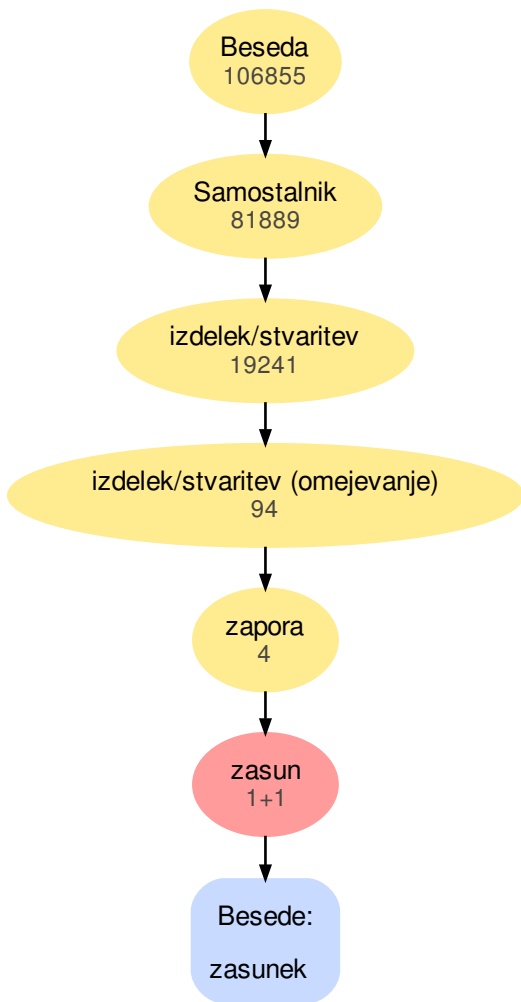 Beseda
106855
Samostalnik
81889
izdelek/stvaritev
19241
izdelek/stvaritev (omejevanje)
94
zapora
4
zasun
1+1
Besede:
zasunek